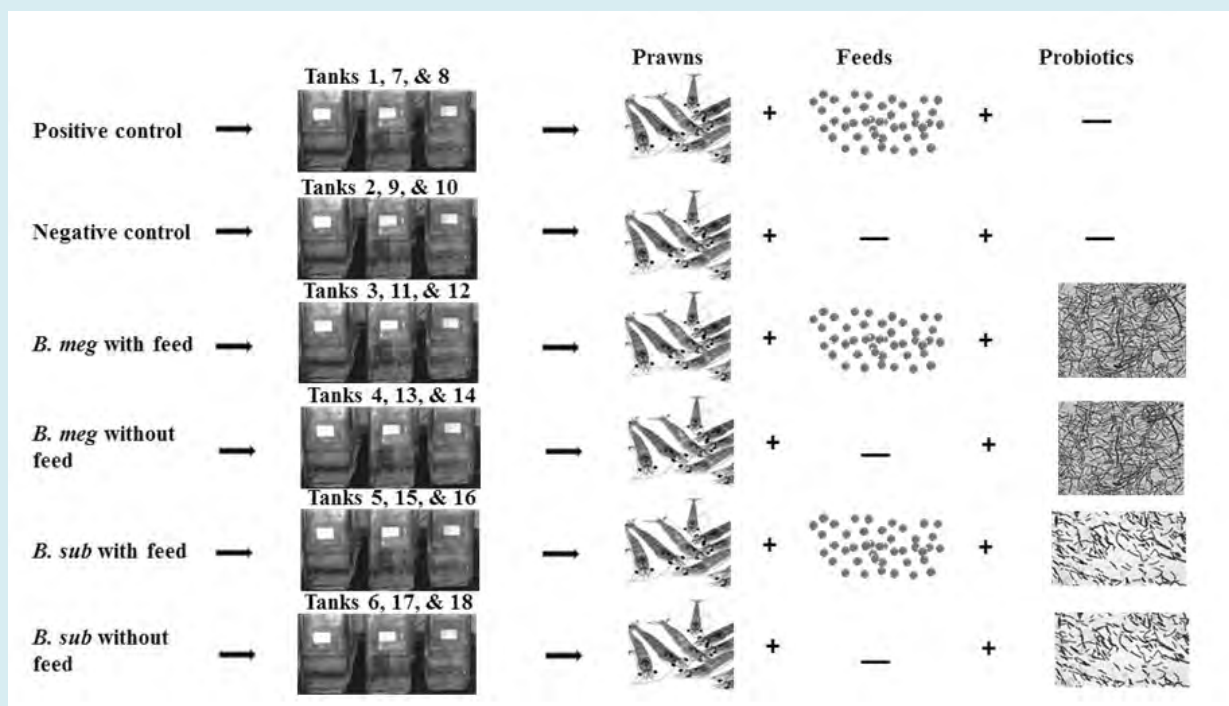 Prawns Feeds Probiotics
Tanks 1, 7, & 8
Positive control + + —
Tanks 2, 9, & 10
Negative control + — + —
Tanks 3, 11, & 12
B. meg with feed + +
Tanks 4, 13, & 14
B. meg without
feed + — +
Tanks 5, 15, & 16
B. sub with feed + +
Tanks 6, 17, & 18
B. sub without
feed + — +